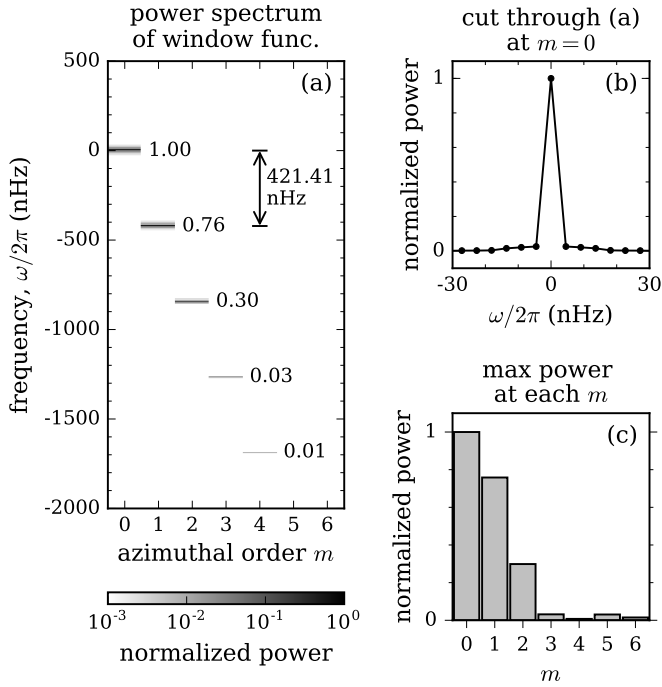 power spectrum
of window func.
(a)
500
0
-500
-1000
-1500
-2000
frequency, ω/2π (nHz)
1.00
0.76
0.30
0.03
0.01
421.41
nHz
0 1 2 3 4 5 6
azimuthal order m
10⁻³ 10⁻² 10⁻¹ 10⁰
normalized power
cut through (a)
at m = 0
(b)
normalized power
1
0
-30 0 30
ω/2π (nHz)
max power
at each m
(c)
normalized power
1
0
0 1 2 3 4 5 6
m